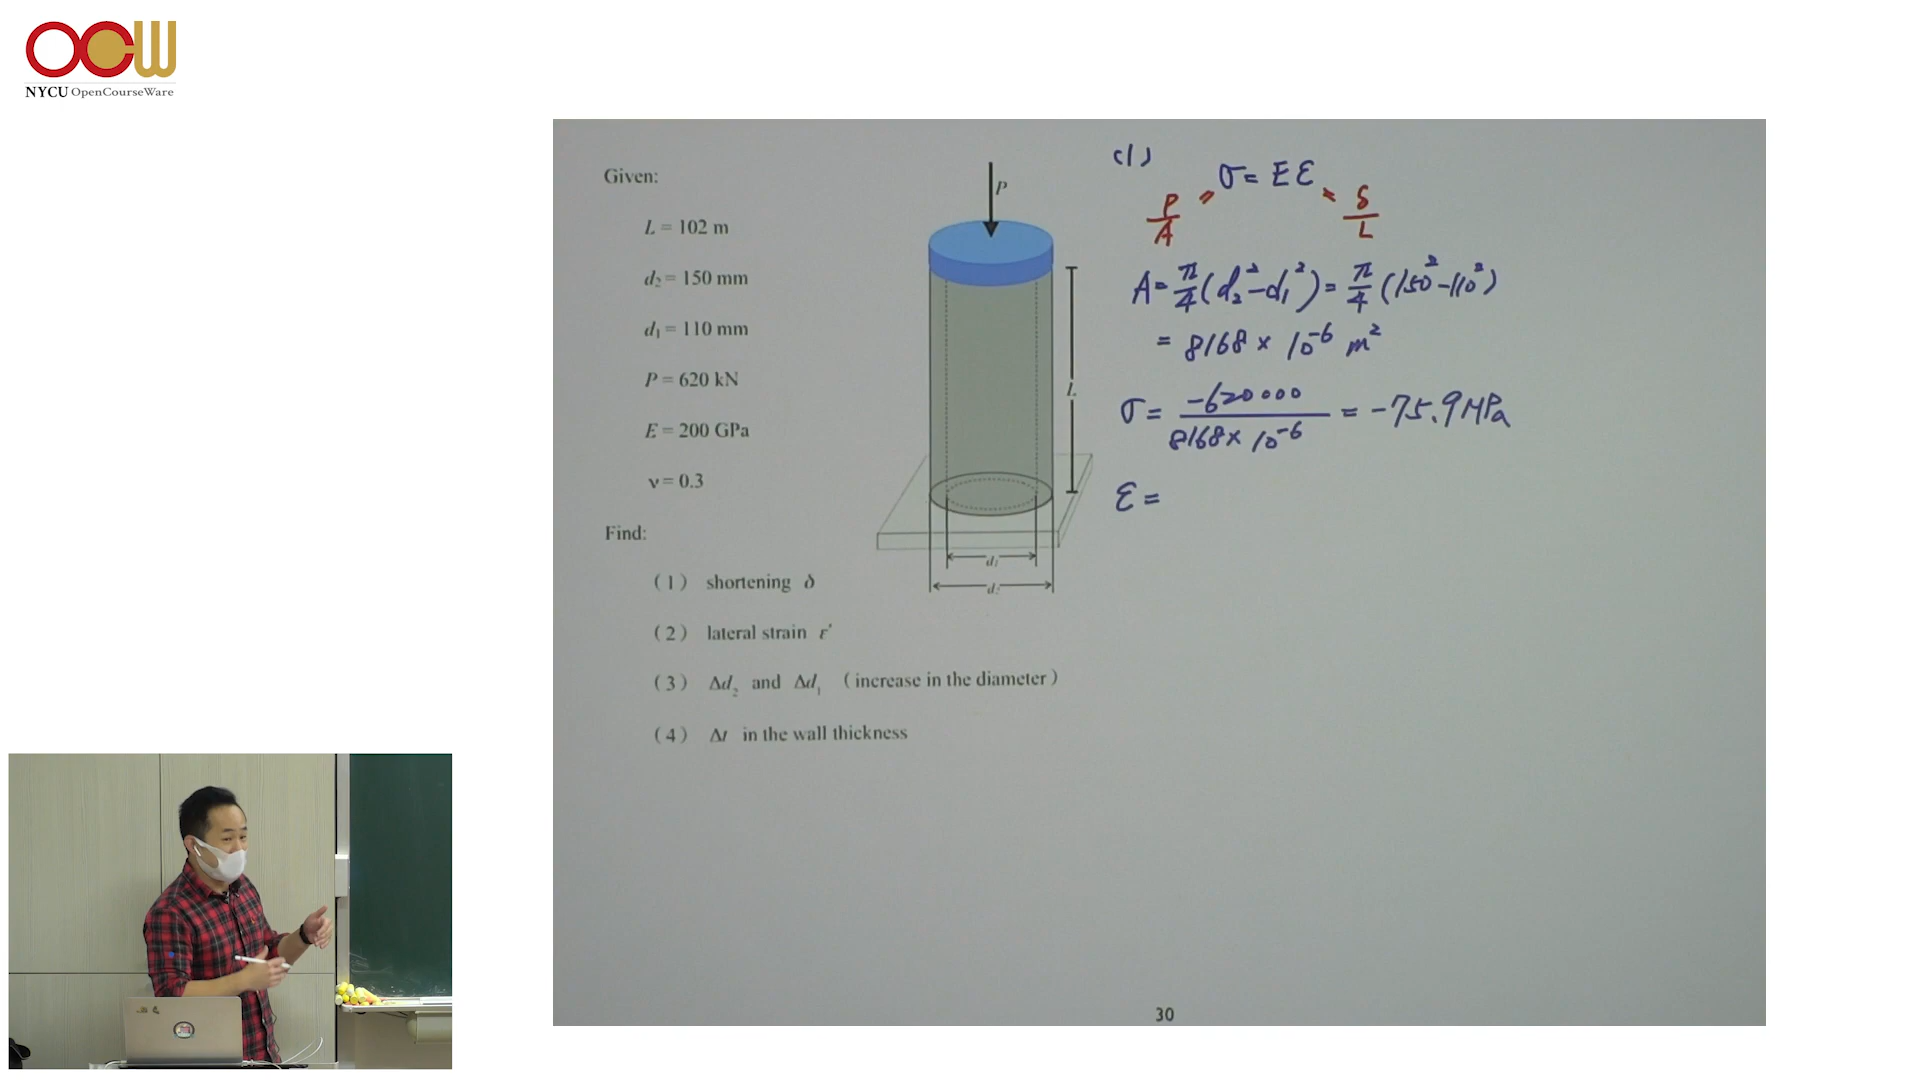 OCW
NYCU OpenCourseWare
Given:
L = 102 m
d₂ = 150 mm
d₁ = 110 mm
P = 620 kN
E = 200 GPa
ν = 0.3
Find:
(1) shortening δ
(2) lateral strain ε′
(3) Δd₂ and Δd₁ (increase in the diameter)
(4) Δt in the wall thickness
P
L
d₁
d₂
(1)
σ = E ε
P/A = = δ/L
A = π/4 (d₂² - d₁²) = π/4 (150² - 110²)
= 8168 × 10⁻⁶ m²
σ = -620000 / 8168 × 10⁻⁶ = -75.9 MPa
ε =
30